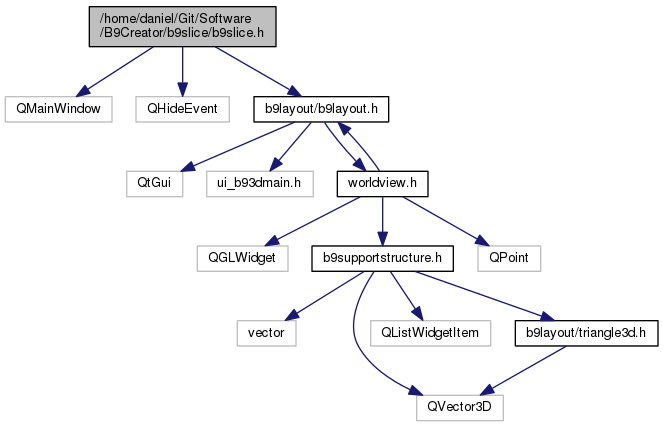 /home/daniel/Git/Software
/B9Creator/b9slice/b9slice.h
QMainWindow
QHideEvent
b9layout/b9layout.h
QtGui
ui_b93dmain.h
worldview.h
QGLWidget
b9supportstructure.h
QPoint
vector
QListWidgetItem
b9layout/triangle3d.h
QVector3D